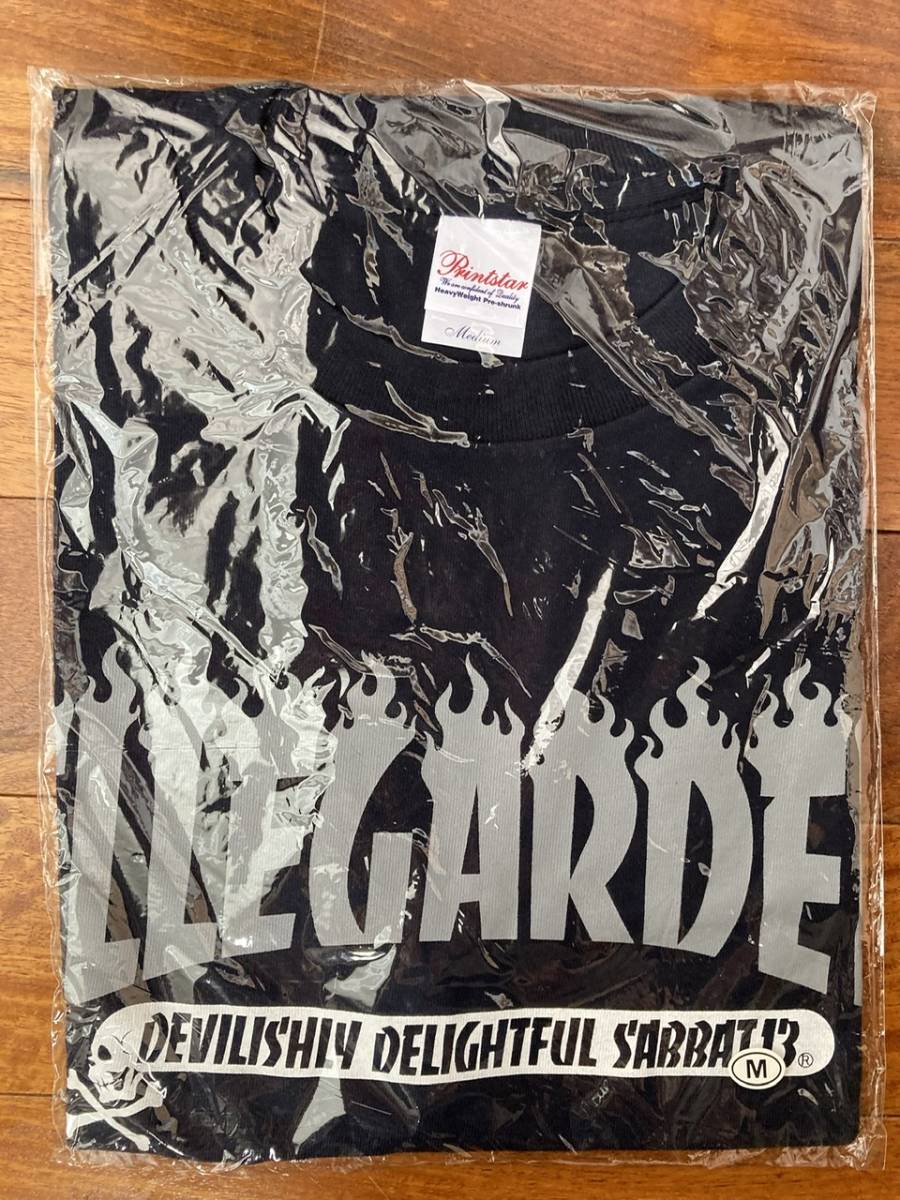 Printstar
We are confident of Quality
HeavyWeight Pre-shrunk
Medium
LLEGARDE
DEVILISHLY DELIGHTFUL SABBAT13®
M